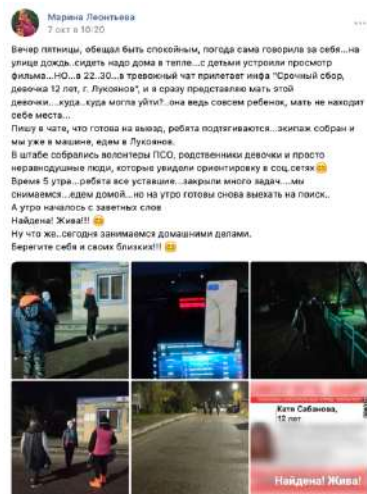 Марина Леонтьева
7 окт в 10:20
Вечер пятницы, обещал быть спокойным, погода сама говорила за себя...на
улице дождь..сидеть надо дома в тепле...с детьми устроили просмотр
фильма...НО...в 22..30...в тревожный чат прилетает инфа "Срочный сбор,
девочка 12 лет, г. Лукоянов", и я сразу представляю мать этой
девочки....куда..куда могла уйти?..она ведь совсем ребенок, мать не находит
себе места...
Пишу в чате, что готова на выезд, ребята подтягиваются...экипаж собран и
мы уже в машине, едем в Лукоянов.
В штабе собрались волонтеры ПСО, родственники девочки и просто
неравнодушные люди, которые увидели ориентировку в соц.сетях
Время 5 утра...ребята все уставшие...закрыли много задач....мы
снимаемся...едем домой...но на утро готовы снова выехать на поиск..
А утро началось с заветных слов
Найдена! Жива!!!
Ну что же..сегодня занимаемся домашними делами.
Берегите себя и своих близких!!!
Катя Сабанова,
12 лет
Найдена! Жива!